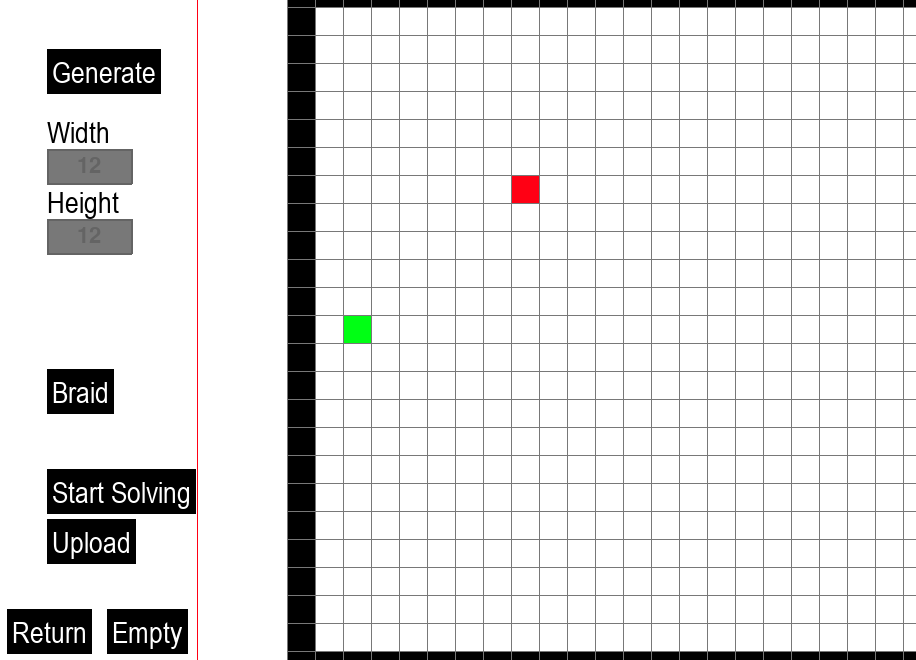 Generate
Width
12
Height
12
Braid
Start Solving
Upload
Return
Empty